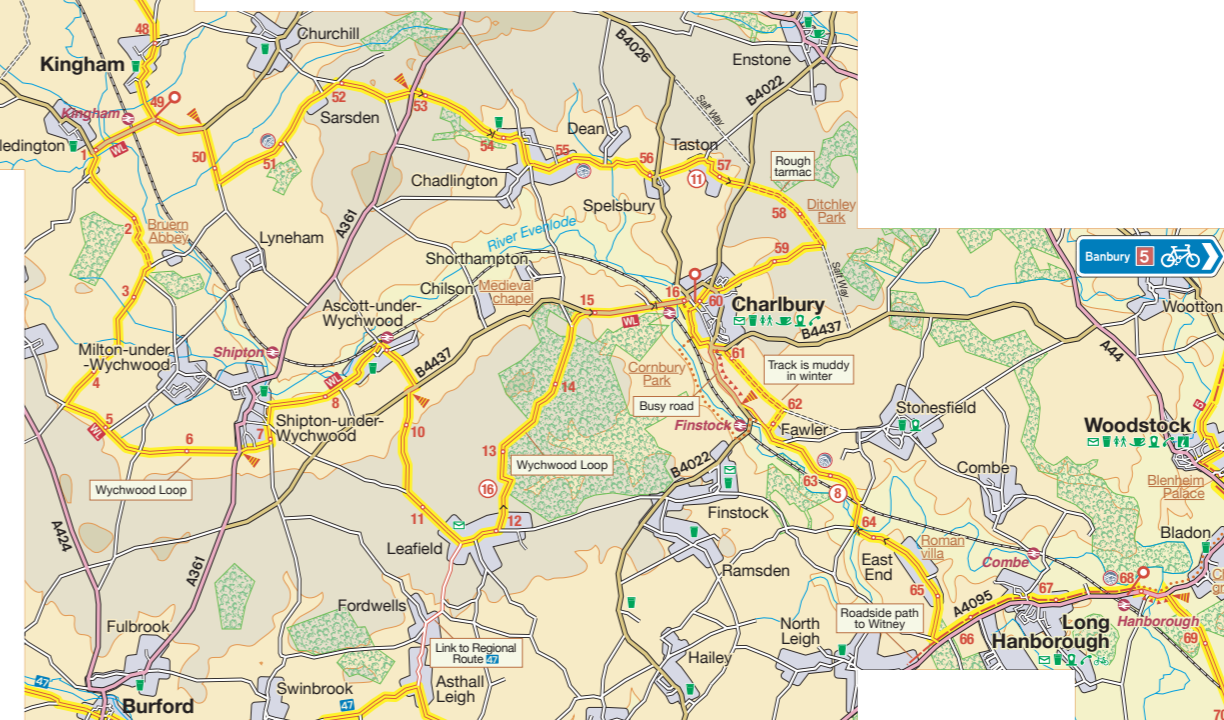 48
Churchill
Kingham
B4026
Enstone
Salt Way
B4022
52
53
Sarsden
49
Kingham
ledington
WL
1
50
51
54
Dean
55
56
Taston
57
11
Rough
tarmac
Chadlington
Spelsbury
58
Ditchley
Park
2
Bruern
Abbey
A361
Lyneham
River Evenlode
59
Salt Way
Banbury 5
Shorthampton
Chilson
Medieval
chapel
3
Ascott-under-
-Wychwood
15
16
60
Charlbury
WL
Wootton
B4437
A44
Milton-under-
-Wychwood
Shipton
B4437
61
Track is muddy
in winter
4
WL
8
14
Cornbury
Park
Busy road
62
Stonesfield
5
5
WL
Shipton-under-
-Wychwood
7
6
10
Finstock
Fawler
Woodstock
13
Wychwood Loop
B4022
63
8
Combe
Blenheim
Palace
Wychwood Loop
16
11
12
Finstock
64
Bladon
A424
A361
Leafield
Ramsden
East
End
Roman
villa
Combe
65
67
68
Fordwells
Roadside path
to Witney
A4095
Hanborough
Fulbrook
North
Leigh
66
Long
Hanborough
69
Link to Regional
Route 47
Hailey
47
Swinbrook
47
Asthall
Leigh
Burford
70